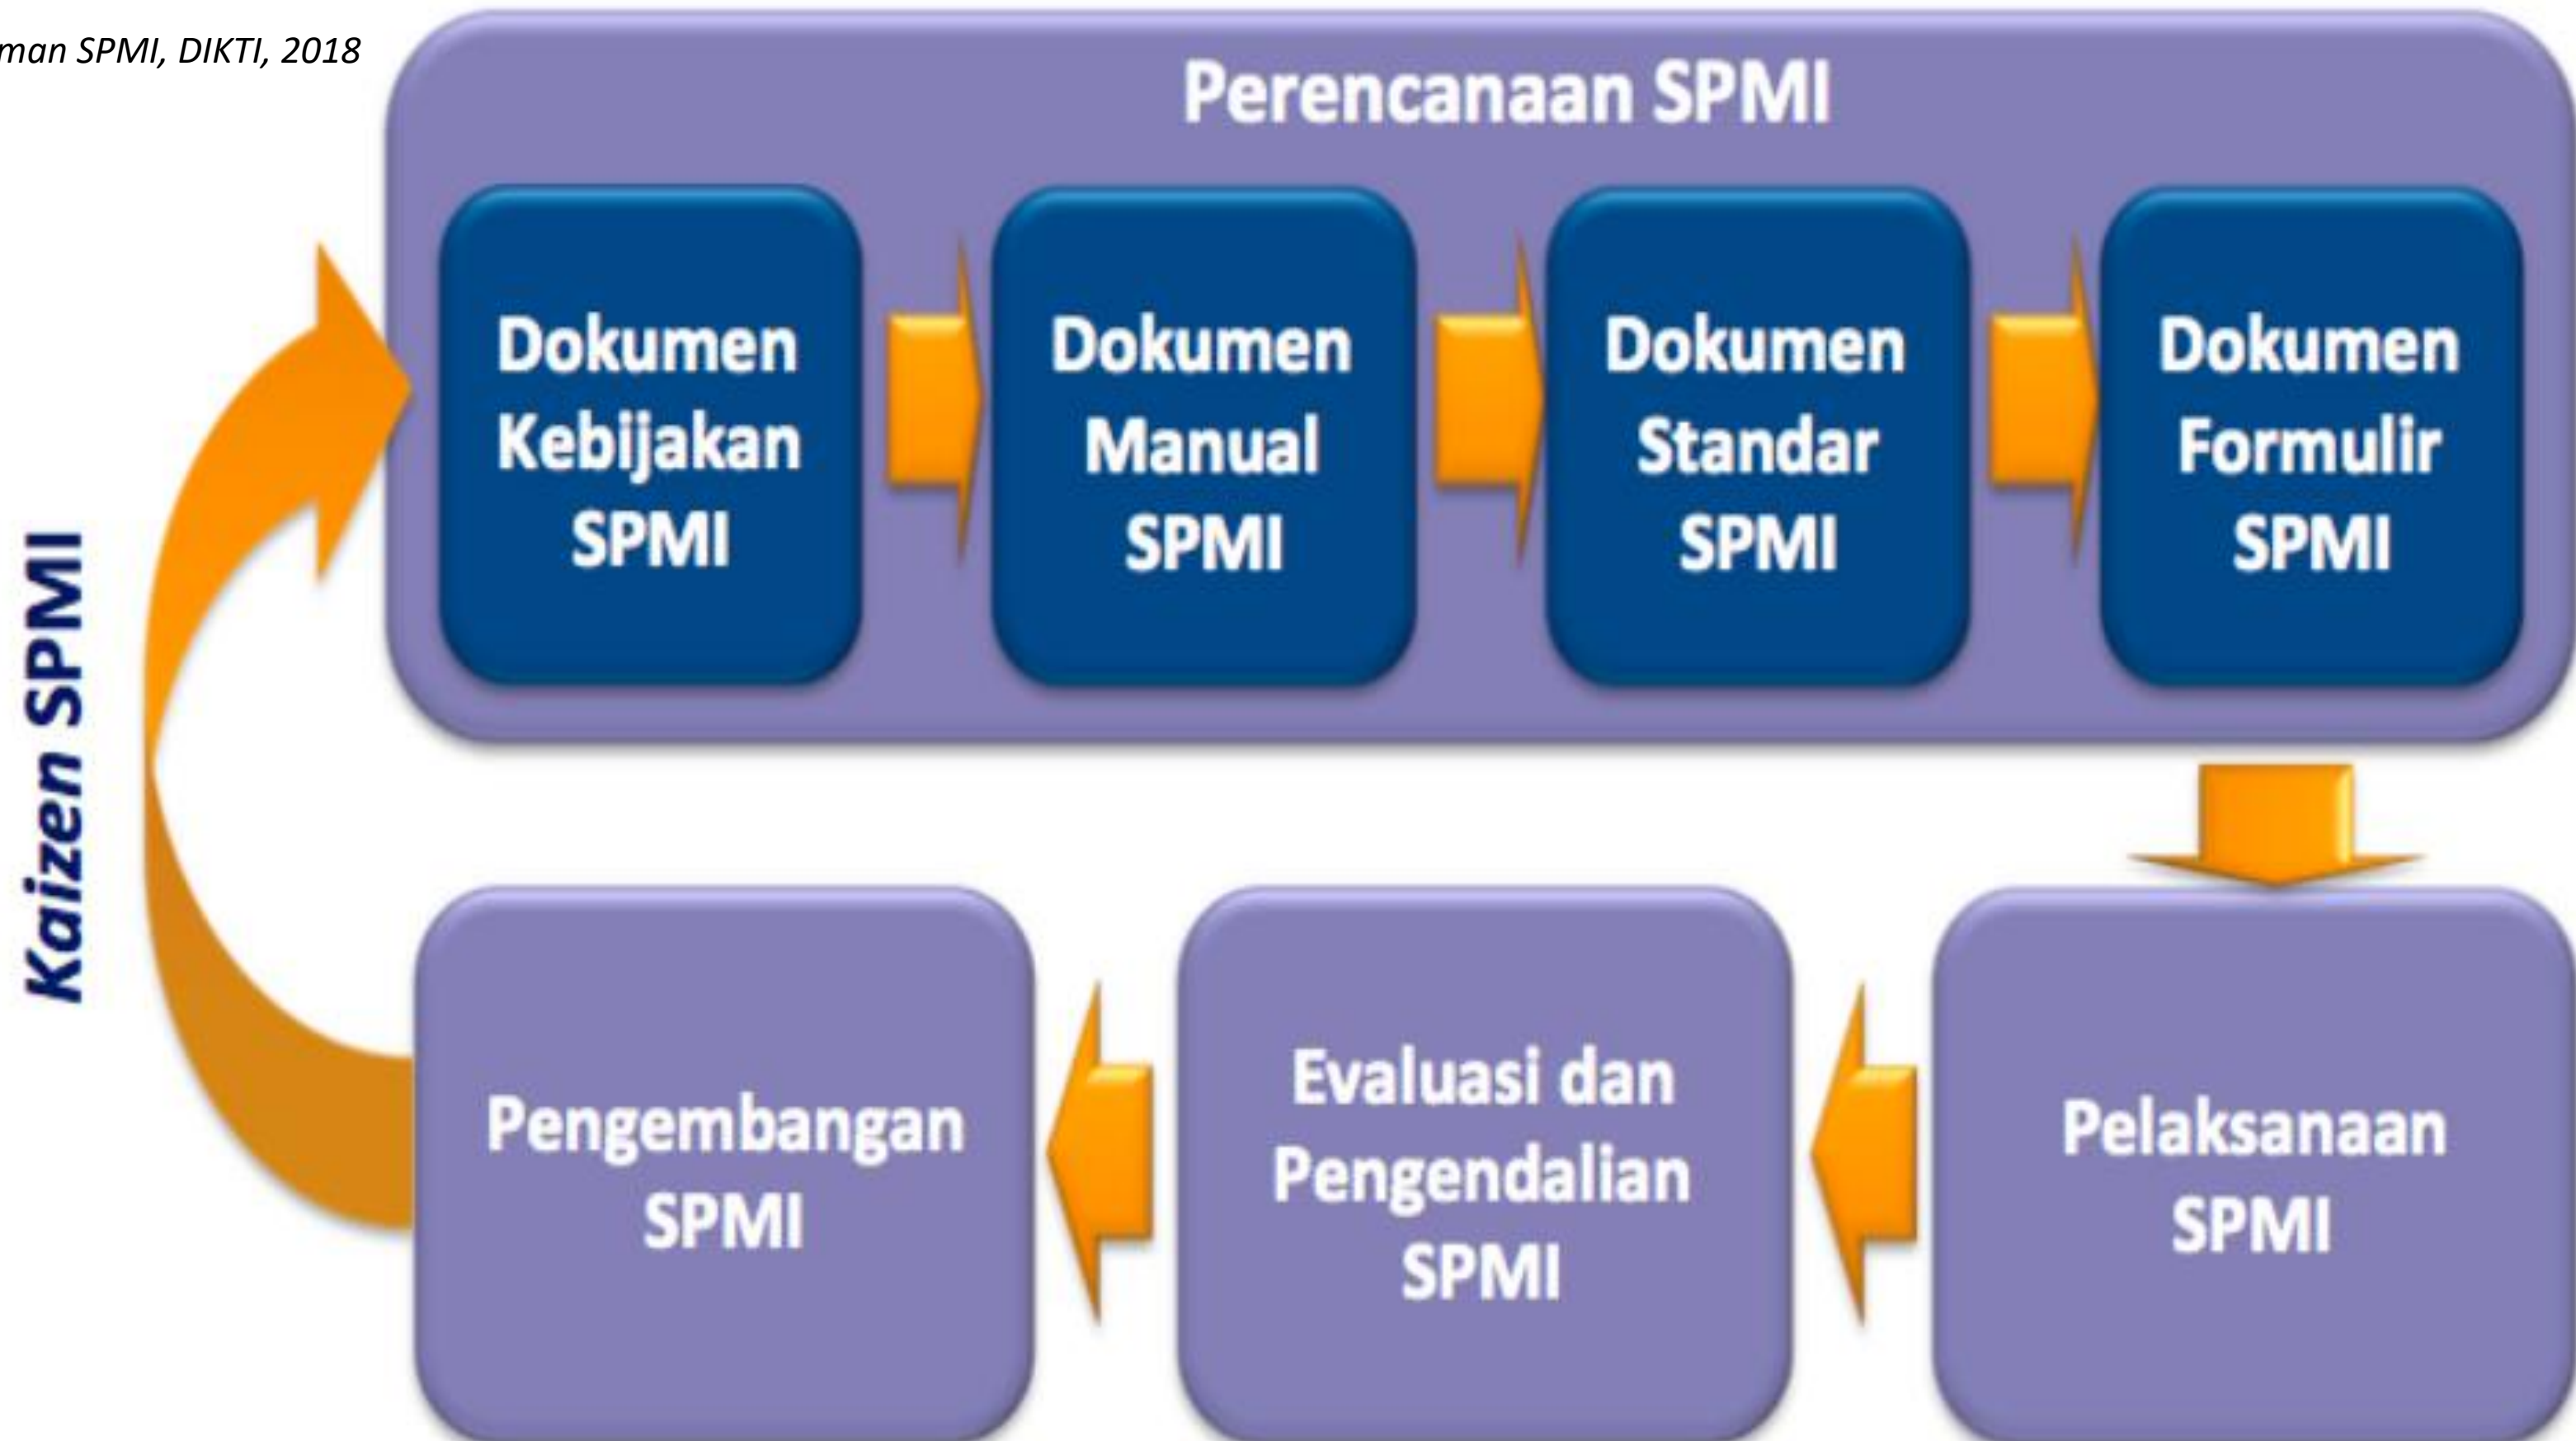 man SPMI, DIKTI, 2018
Perencanaan SPMI
Dokumen
Kebijakan
SPMI
Dokumen
Manual
SPMI
Dokumen
Standar
SPMI
Dokumen
Formulir
SPMI
Kaizen SPMI
Pengembangan
SPMI
Evaluasi dan
Pengendalian
SPMI
Pelaksanaan
SPMI